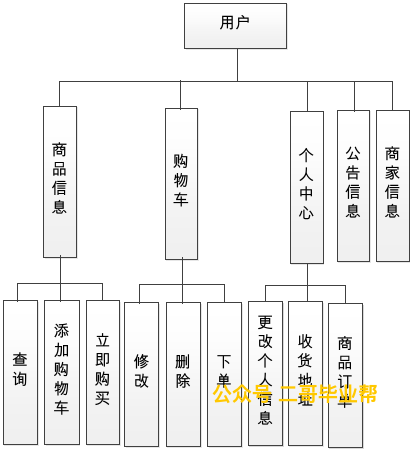 用户
商品信息
购物车
个人中心
公告信息
商家信息
查询
添加购物车
立即购买
修改
删除
下单
更改个人信息
收货地址
商品订单
公众号 二哥毕业帮